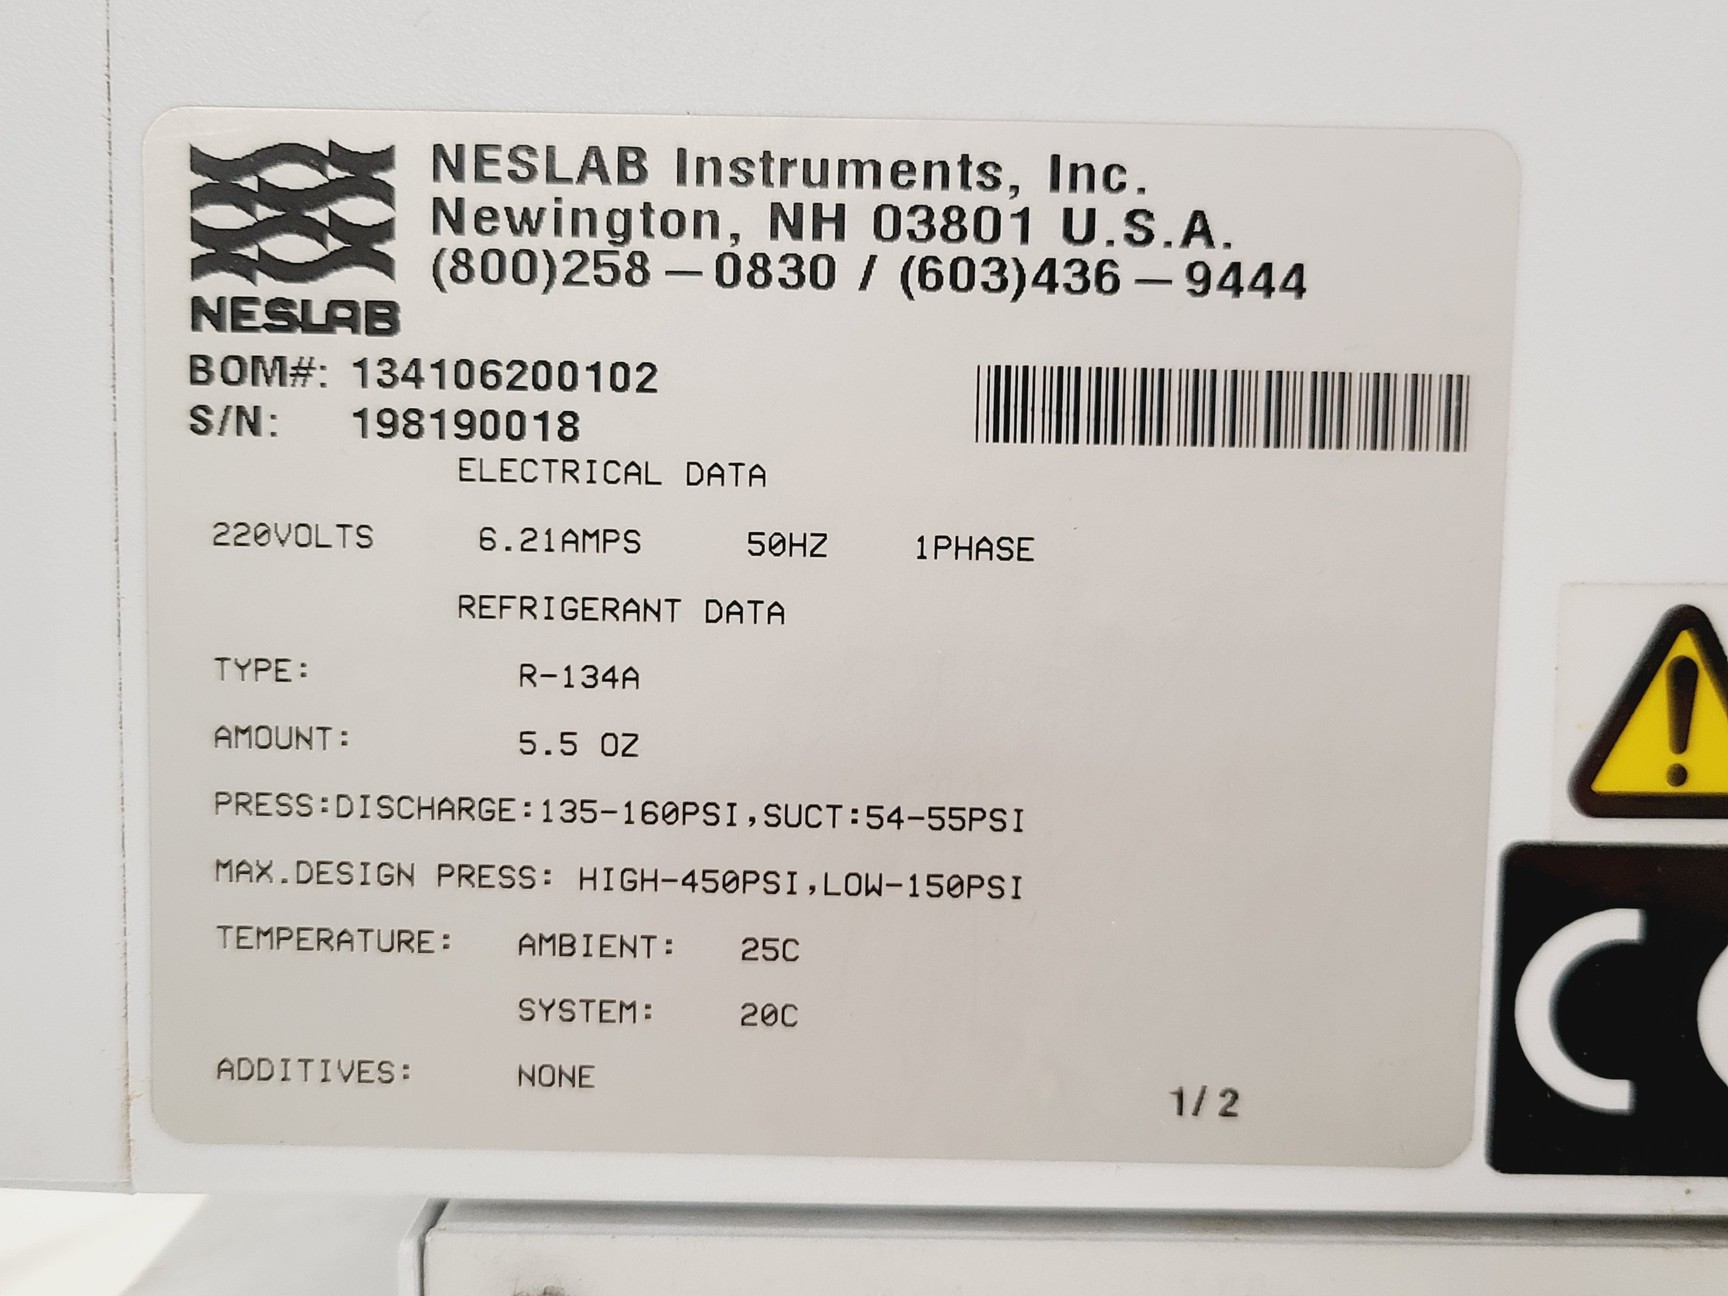 NESLAB Instruments, Inc.
Newington, NH 03801 U.S.A.
(800)258-0830 / (603)436-9444
NESLAB
BOM#: 134106200102
S/N: 198190018
ELECTRICAL DATA
220VOLTS 6.21AMPS 50HZ 1PHASE
REFRIGERANT DATA
TYPE: R-134A
AMOUNT: 5.5 OZ
PRESS:DISCHARGE:135-160PSI,SUCT:54-55PSI
MAX.DESIGN PRESS: HIGH-450PSI,LOW-150PSI
TEMPERATURE: AMBIENT: 25C
SYSTEM: 20C
ADDITIVES: NONE
1/2